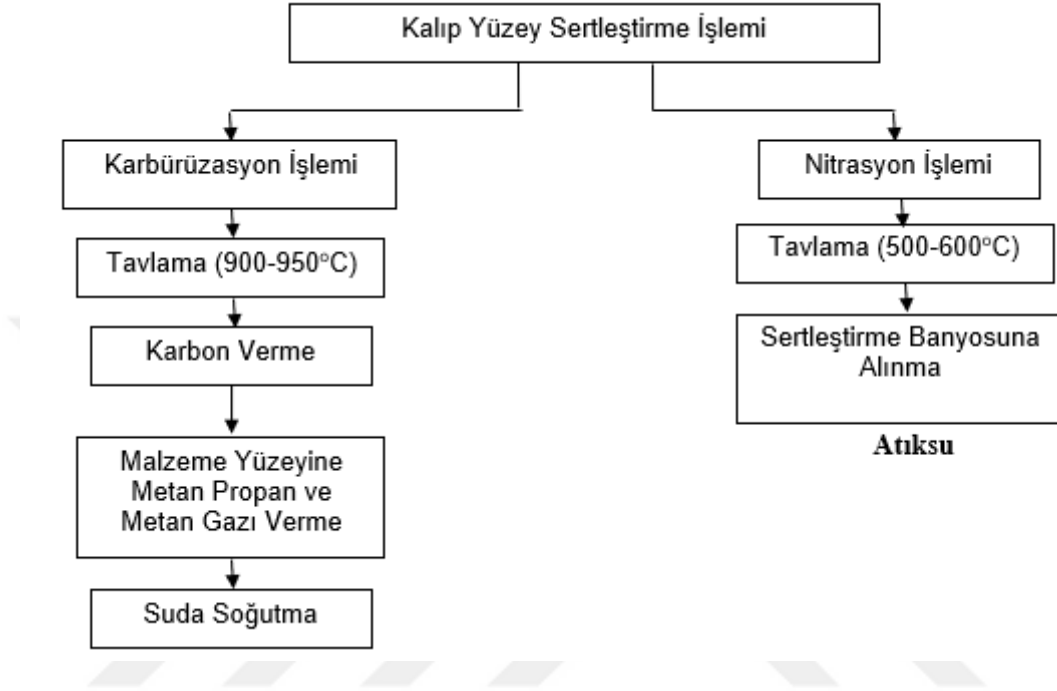 Kalıp Yüzey Sertleştirme İşlemi
Karbürüzasyon İşlemi
Tavlama (900-950°C)
Karbon Verme
Malzeme Yüzeyine
Metan Propan ve
Metan Gazı Verme
Suda Soğutma
Nitrasyon İşlemi
Tavlama (500-600°C)
Sertleştirme Banyosuna
Alınma
Atıksu